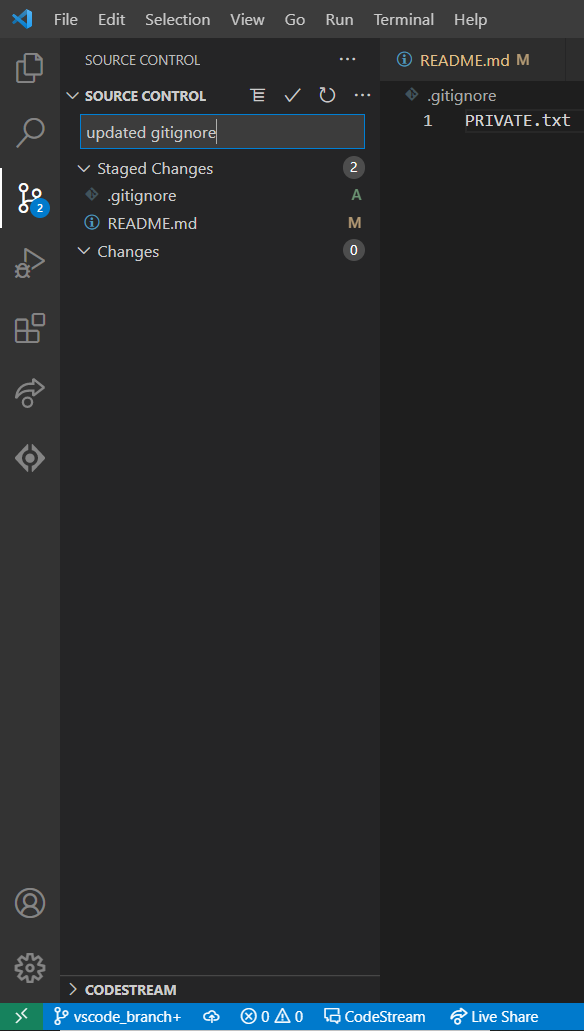 File Edit Selection View Go Run Terminal Help
SOURCE CONTROL ...
README.md M
SOURCE CONTROL ...
.gitignore
updated gitignore
1 PRIVATE.txt
Staged Changes 2
.gitignore A
2
README.md M
Changes 0
CODESTREAM
vscode_branch+ 0 0 CodeStream Live Share